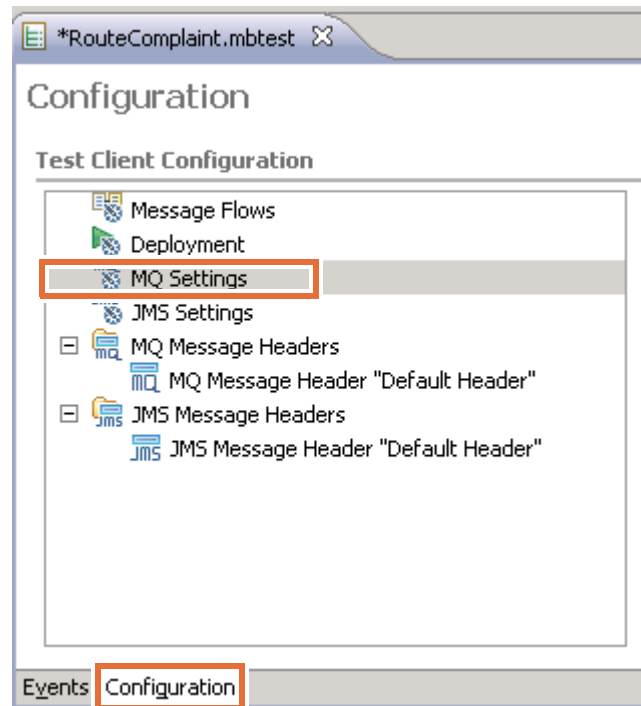 *RouteComplaint.mbtest
Configuration
Test Client Configuration
Message Flows
Deployment
MQ Settings
JMS Settings
MQ Message Headers
MQ Message Header "Default Header"
JMS Message Headers
JMS Message Header "Default Header"
Events Configuration